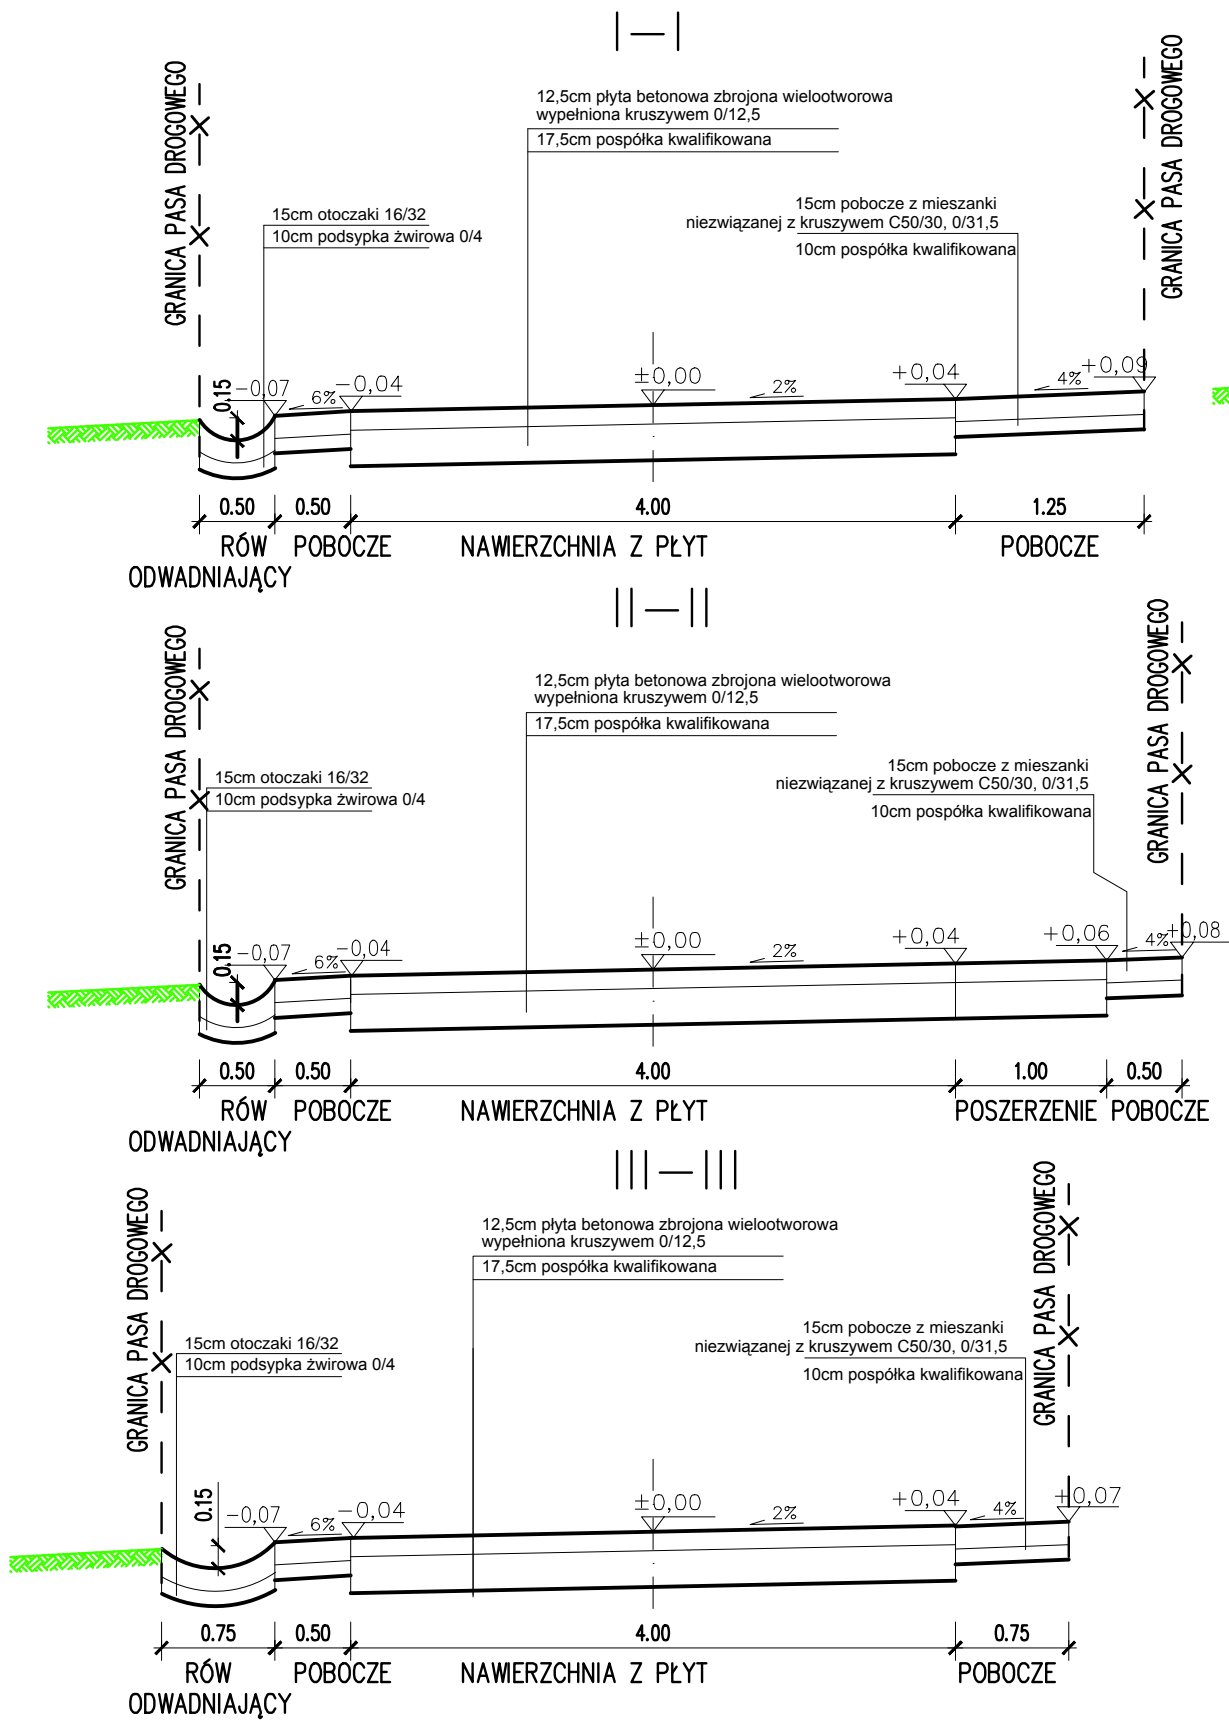 I — I
GRANICA PASA DROGOWEGO
GRANICA PASA DROGOWEGO
12,5cm płyta betonowa zbrojona wielootworowa
wypełniona kruszywem 0/12,5
17,5cm pospółka kwalifikowana
15cm otoczaki 16/32
10cm podsypka żwirowa 0/4
15cm pobocze z mieszanki
niezwiązanej z kruszywem C50/30, 0/31,5
10cm pospółka kwalifikowana
0.15
-0,07
6%
-0,04
±0,00
2%
+0,04
4%
+0,09
0.50
0.50
4.00
1.25
RÓW
ODWADNIAJĄCY
POBOCZE
NAWIERZCHNIA Z PŁYT
POBOCZE
II — II
GRANICA PASA DROGOWEGO
GRANICA PASA DROGOWEGO
12,5cm płyta betonowa zbrojona wielootworowa
wypełniona kruszywem 0/12,5
17,5cm pospółka kwalifikowana
15cm otoczaki 16/32
10cm podsypka żwirowa 0/4
15cm pobocze z mieszanki
niezwiązanej z kruszywem C50/30, 0/31,5
10cm pospółka kwalifikowana
0.15
-0,07
6%
-0,04
±0,00
2%
+0,04
+0,06
4%
+0,08
0.50
0.50
4.00
1.00
0.50
RÓW
ODWADNIAJĄCY
POBOCZE
NAWIERZCHNIA Z PŁYT
POSZERZENIE
POBOCZE
III — III
GRANICA PASA DROGOWEGO
GRANICA PASA DROGOWEGO
12,5cm płyta betonowa zbrojona wielootworowa
wypełniona kruszywem 0/12,5
17,5cm pospółka kwalifikowana
15cm otoczaki 16/32
10cm podsypka żwirowa 0/4
15cm pobocze z mieszanki
niezwiązanej z kruszywem C50/30, 0/31,5
10cm pospółka kwalifikowana
0.15
-0,07
6%
-0,04
±0,00
2%
+0,04
4%
+0,07
0.75
0.50
4.00
0.75
RÓW
ODWADNIAJĄCY
POBOCZE
NAWIERZCHNIA Z PŁYT
POBOCZE